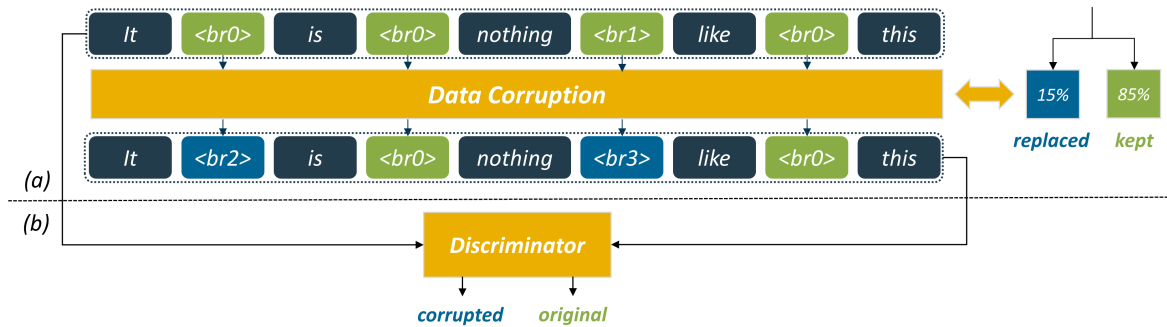 It <br0> is <br0> nothing <br1> like <br0> this
Data Corruption
15% 85%
replaced kept
It <br2> is <br0> nothing <br3> like <br0> this
(a)
(b)
Discriminator
corrupted original